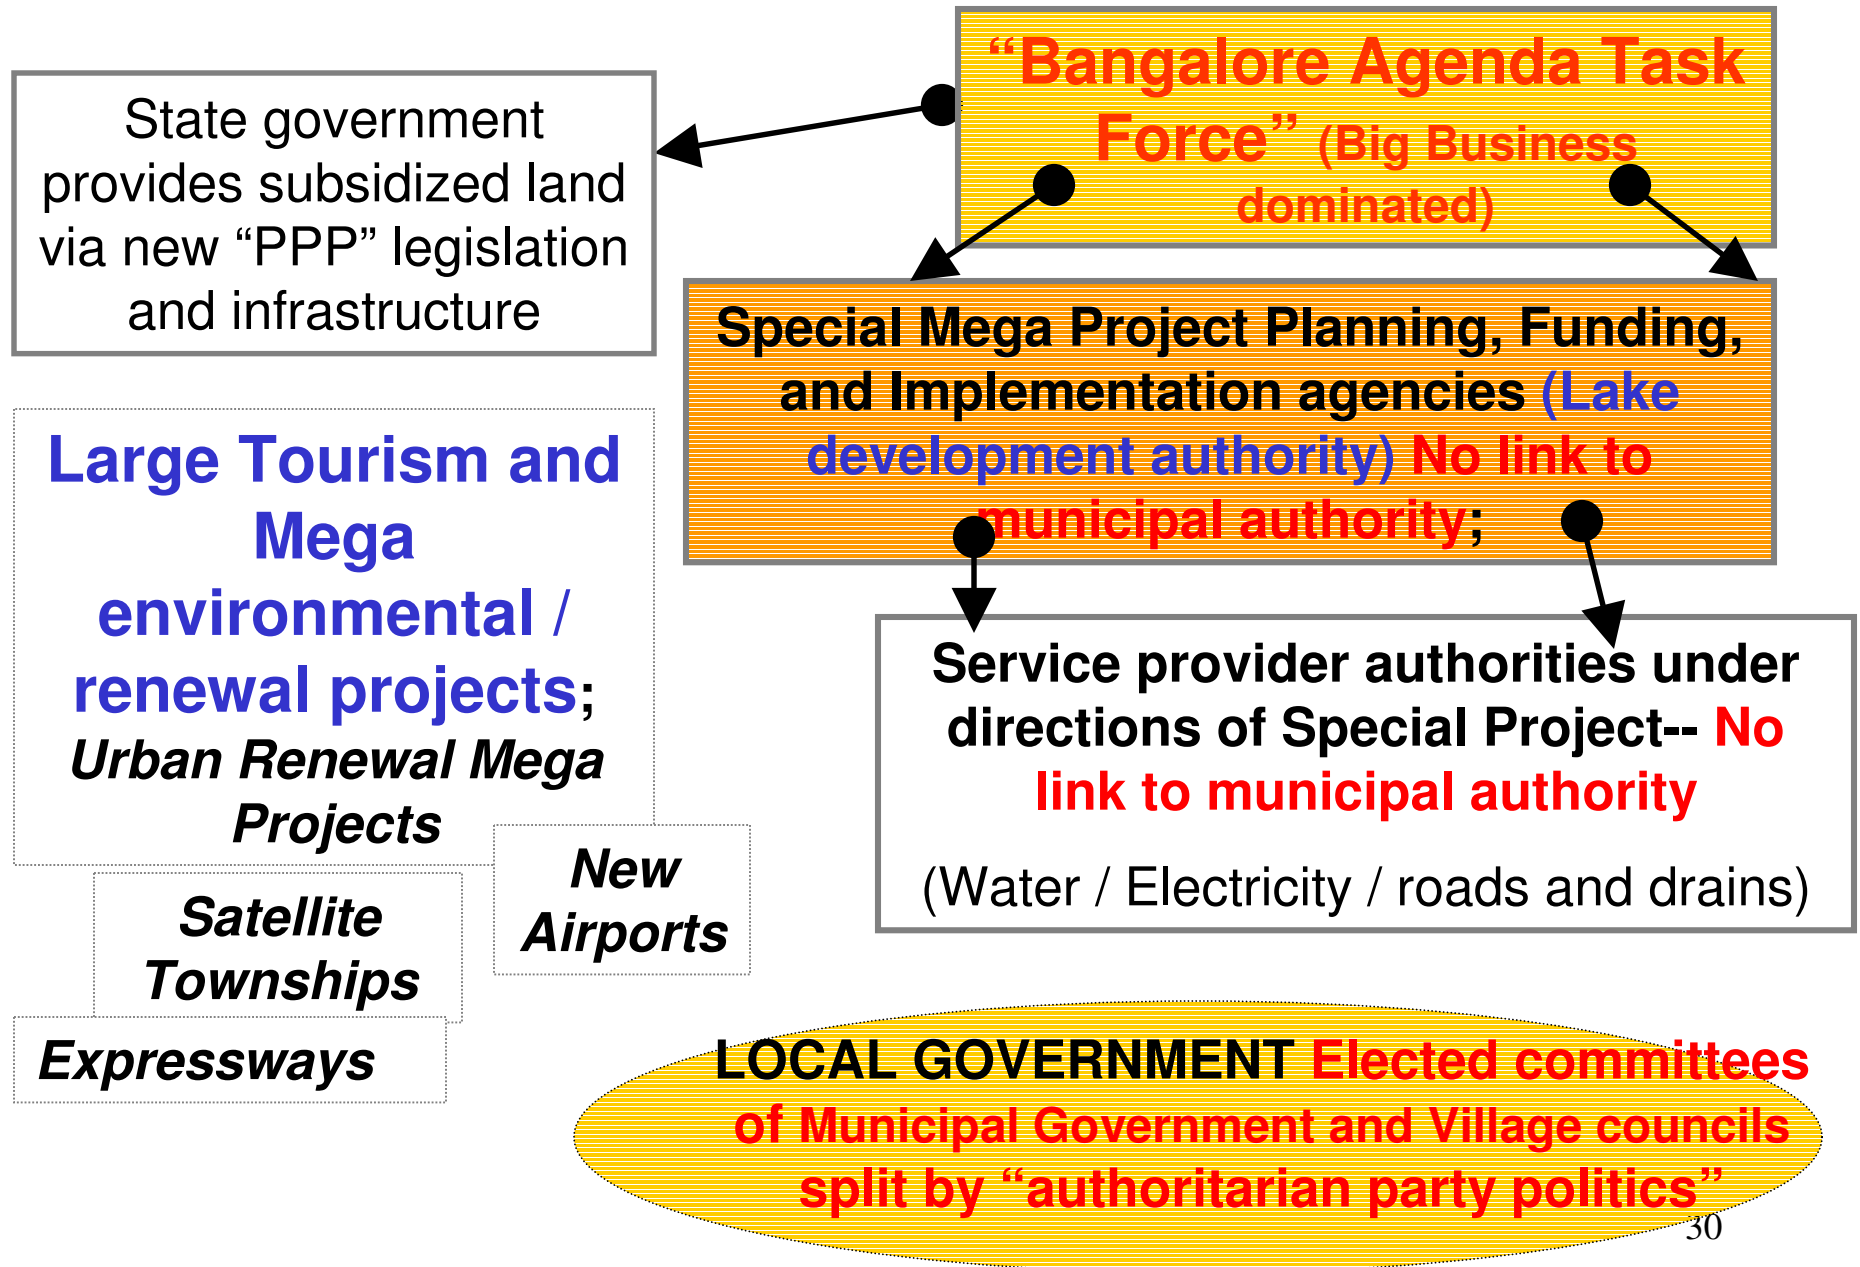 “Bangalore Agenda Task
Force” (Big Business
dominated)
State government
provides subsidized land
via new “PPP” legislation
and infrastructure
Special Mega Project Planning, Funding,
and Implementation agencies (Lake
development authority) No link to
municipal authority;
Large Tourism and
Mega
environmental /
renewal projects;
Urban Renewal Mega
Projects
Service provider authorities under
directions of Special Project-- No
link to municipal authority
(Water / Electricity / roads and drains)
New
Airports
Satellite
Townships
Expressways
LOCAL GOVERNMENT Elected committees
of Municipal Government and Village councils
split by “authoritarian party politics”
30